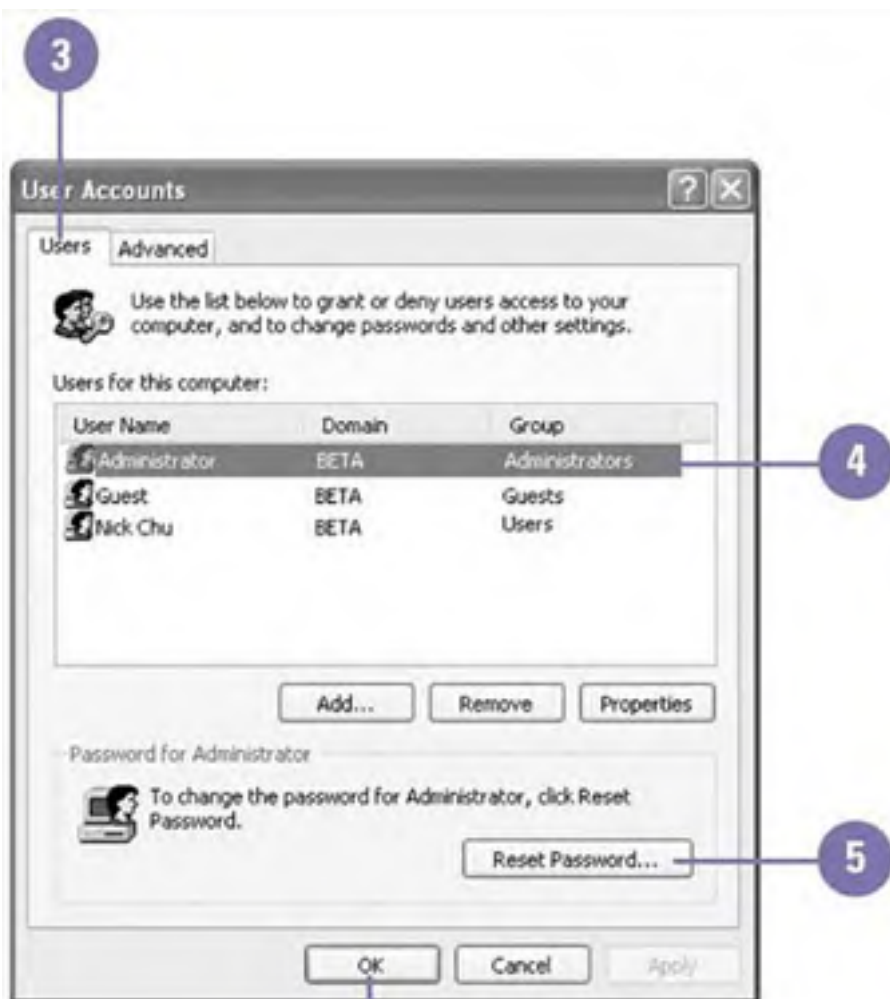 3
User Accounts
Users Advanced
Use the list below to grant or deny users access to your
computer, and to change passwords and other settings.
Users for this computer:
User Name Domain Group
Administrator BETA Administrators
4
Guest BETA Guests
Nick Chu BETA Users
Add... Remove Properties
Password for Administrator
To change the password for Administrator, click Reset
Password.
Reset Password...
5
OK Cancel Apply